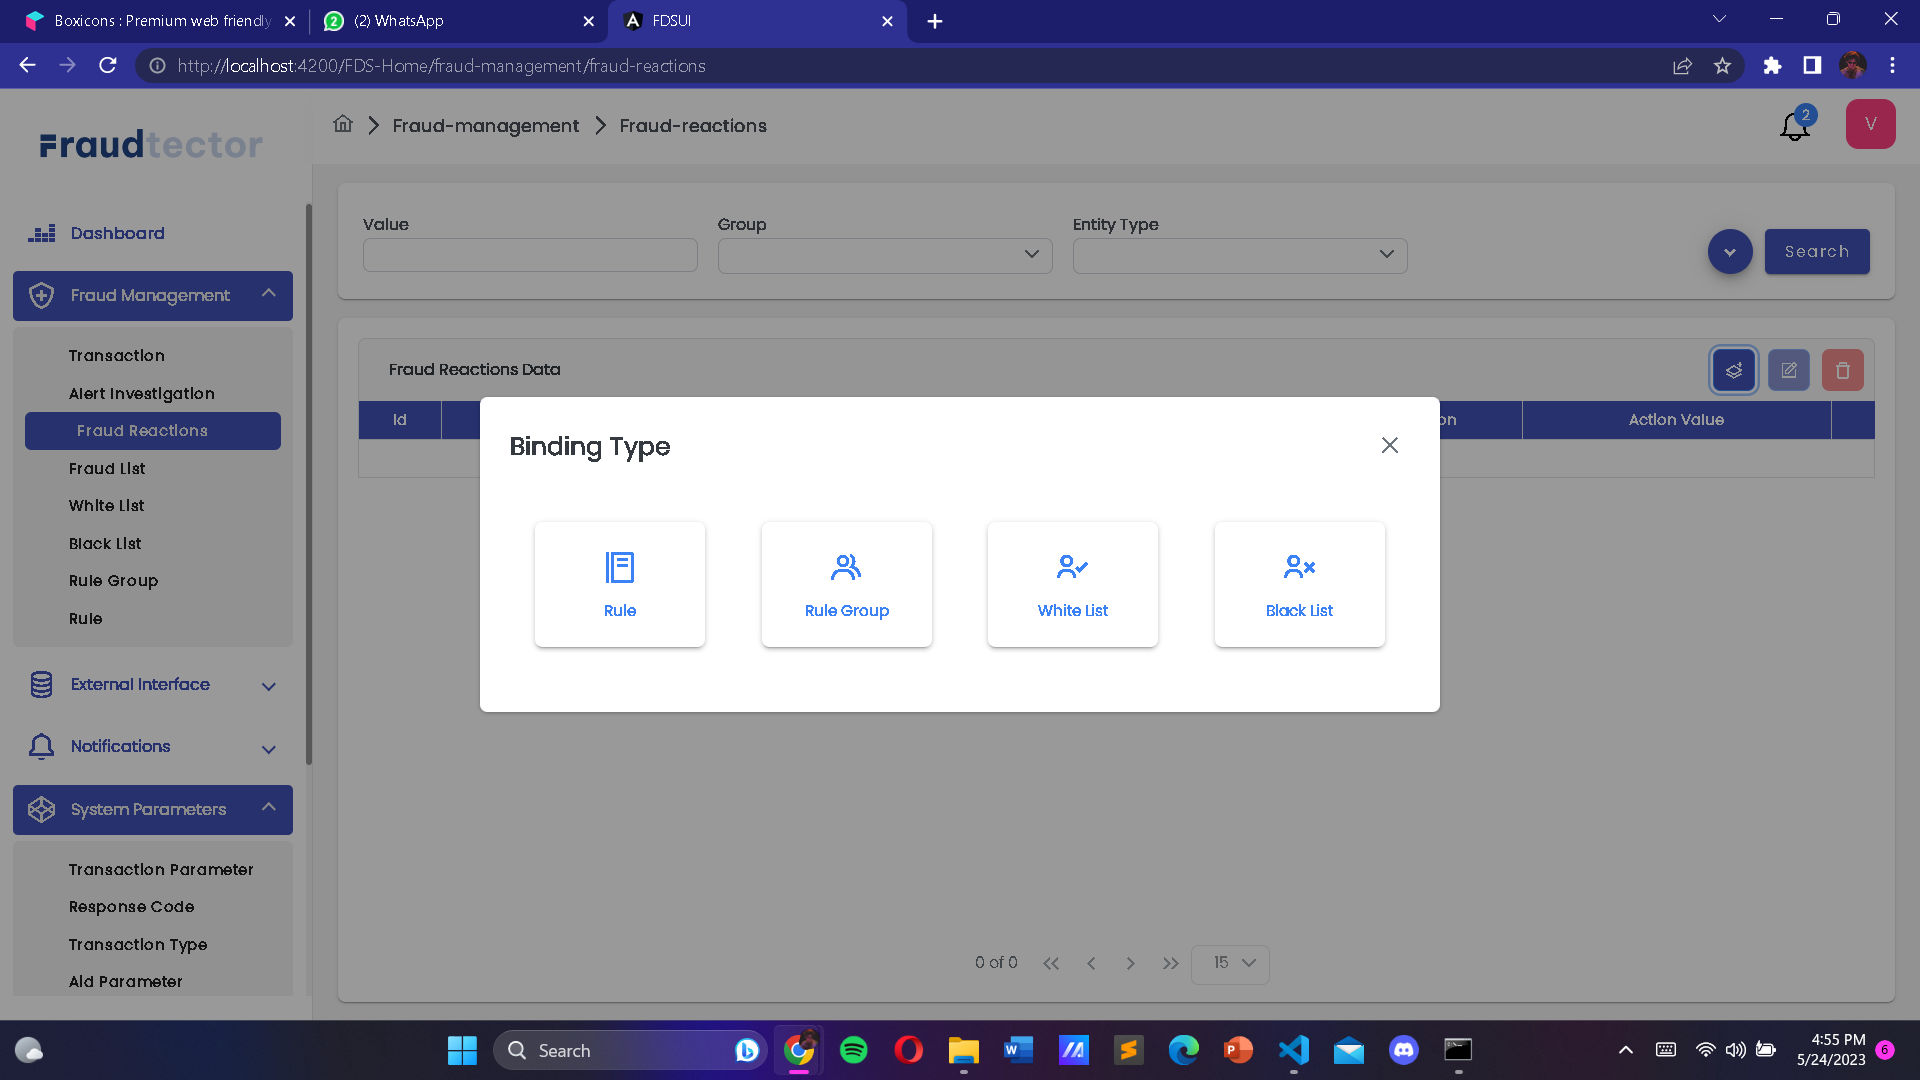 Boxicons : Premium web friendly
(2) WhatsApp
FDSUI
http://localhost:4200/FDS-Home/fraud-management/fraud-reactions
Fraudtector
Fraud-management
Fraud-reactions
2
V
Dashboard
Fraud Management
Transaction
Alert Investigation
Fraud Reactions
Fraud List
White List
Black List
Rule Group
Rule
External Interface
Notifications
System Parameters
Transaction Parameter
Response Code
Transaction Type
AId Parameter
Value
Group
Entity Type
Search
Fraud Reactions Data
Id
on
Action Value
Binding Type
Rule
Rule Group
White List
Black List
0 of 0
15
Search
4:55 PM
5/24/2023
6